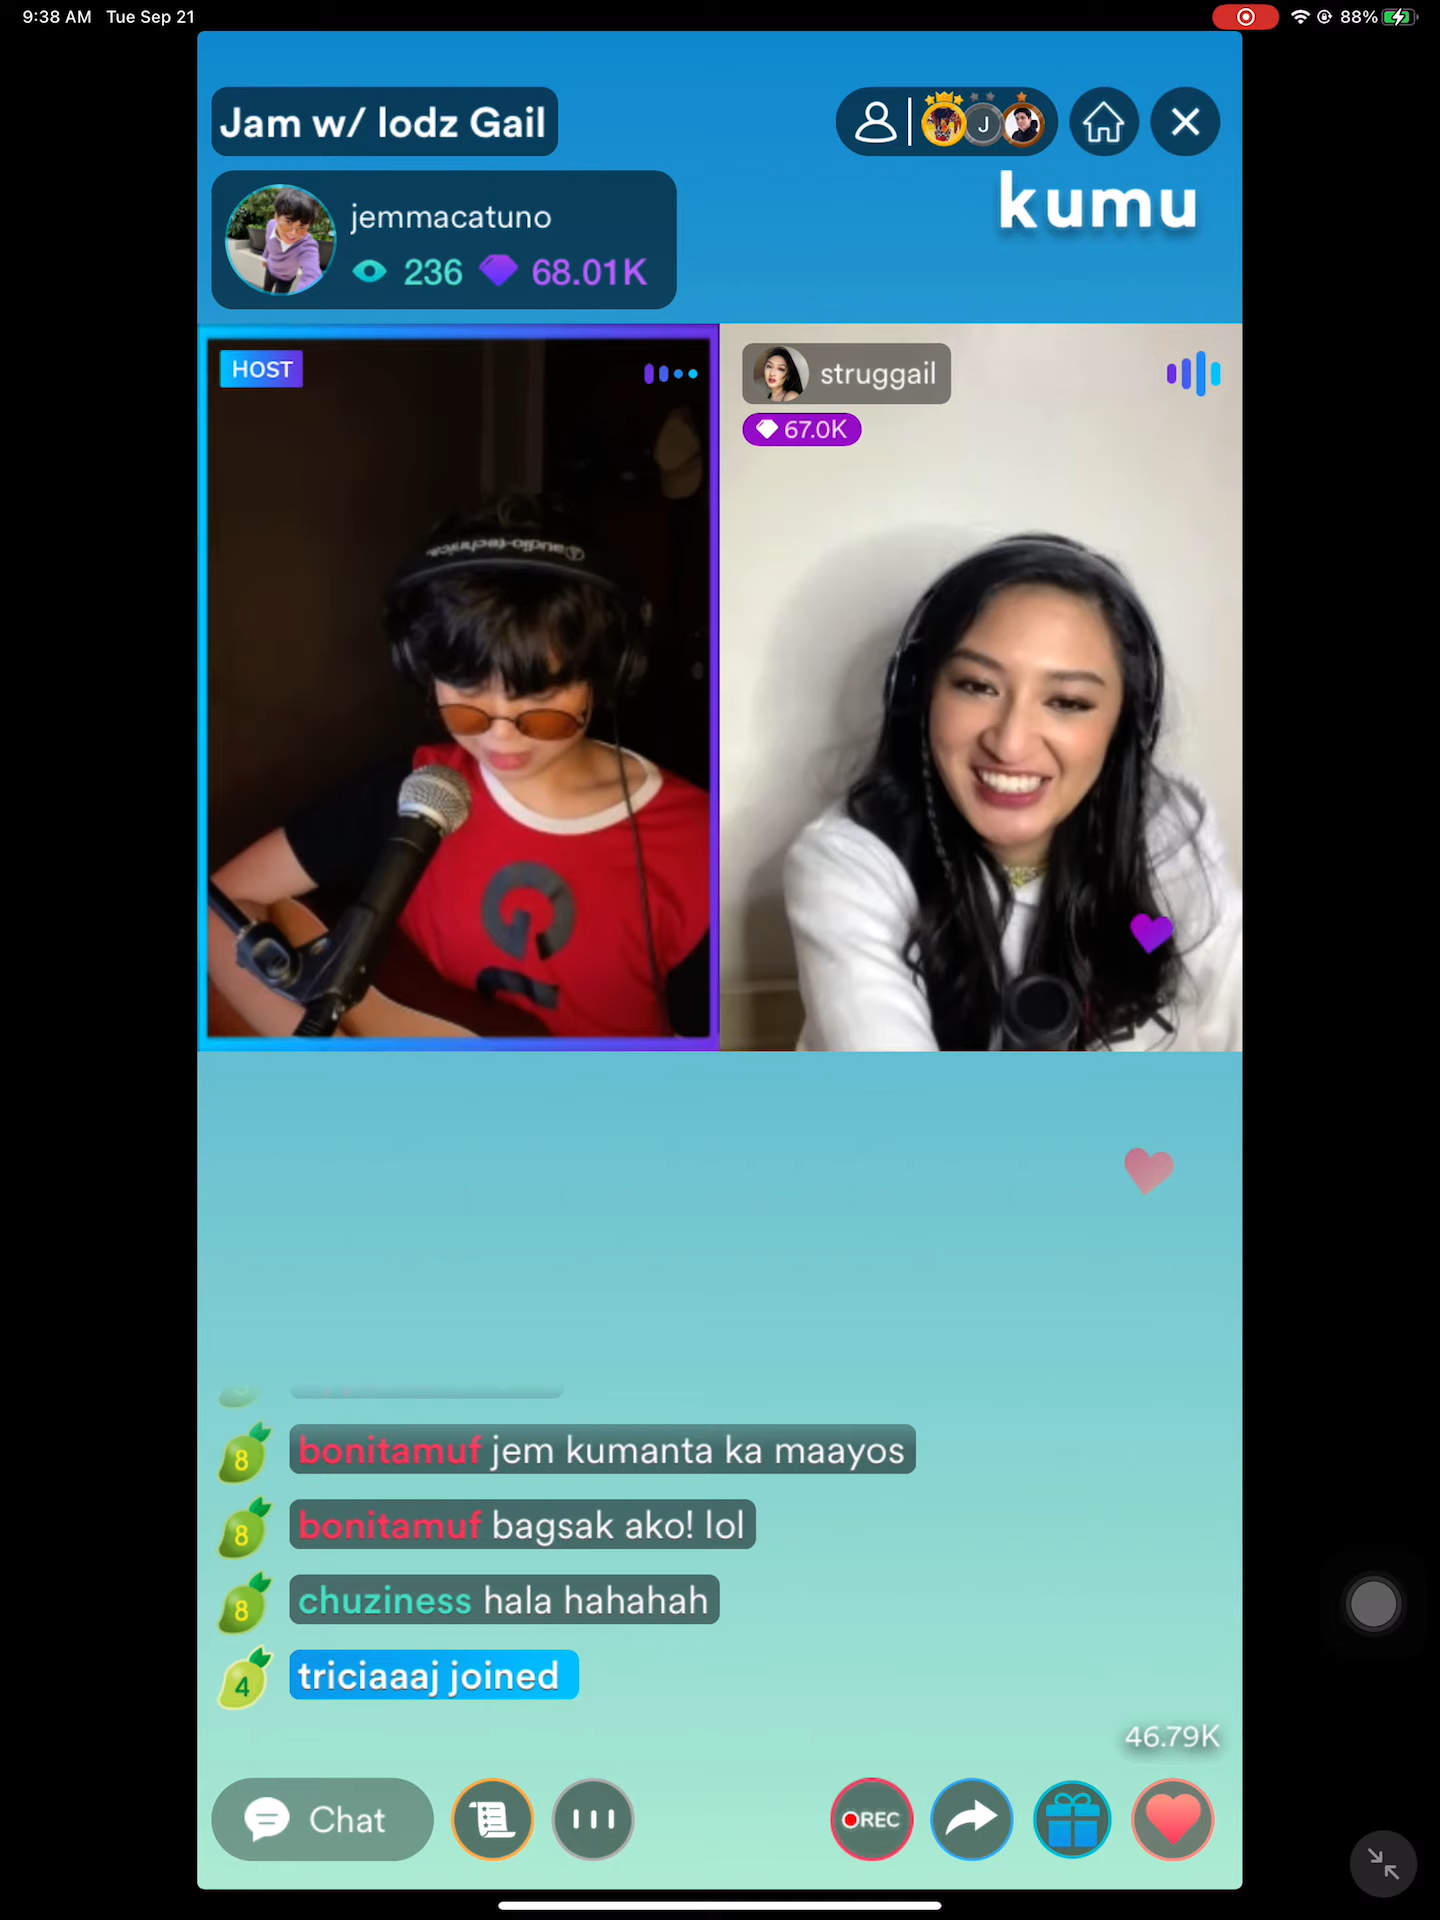 9:38 AM Tue Sep 21
88%
Jam w/ lodz Gail
J
jemmacatuno
kumu
236
68.01K
HOST
struggail
67.0K
audio-technica
8 bonitamuf jem kumanta ka maayos
8 bonitamuf bagsak ako! lol
8 chuziness hala hahahah
4 triciaaaj joined
46.79K
Chat
REC